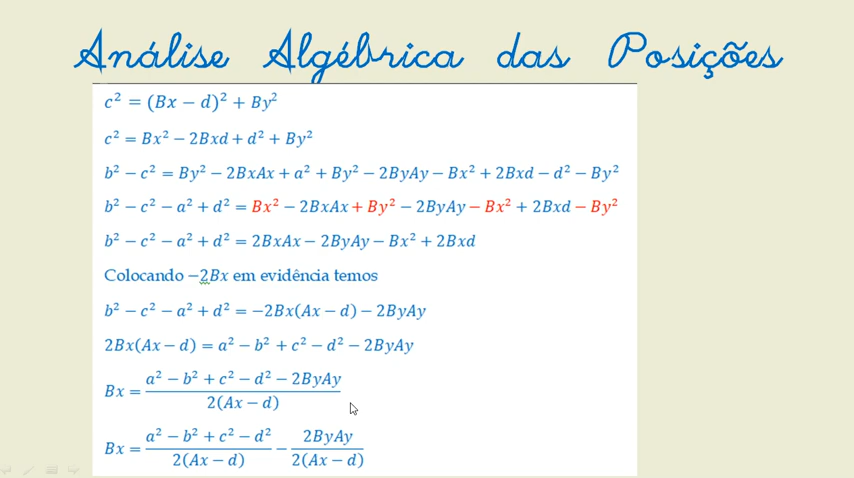 Análise Algébrica das Posições
c² = (Bx − d)² + By²
c² = Bx² − 2Bxd + d² + By²
b² − c² = By² − 2BxAx + a² + By² − 2ByAy − Bx² + 2Bxd − d² − By²
b² − c² − a² + d² = Bx² − 2BxAx + By² − 2ByAy − Bx² + 2Bxd − By²
b² − c² − a² + d² = 2BxAx − 2ByAy − Bx² + 2Bxd
Colocando −2Bx em evidência temos
b² − c² − a² + d² = −2Bx(Ax − d) − 2ByAy
2Bx(Ax − d) = a² − b² + c² − d² − 2ByAy
Bx = (a² − b² + c² − d² − 2ByAy) / 2(Ax − d)
Bx = (a² − b² + c² − d²) / 2(Ax − d) − 2ByAy / 2(Ax − d)